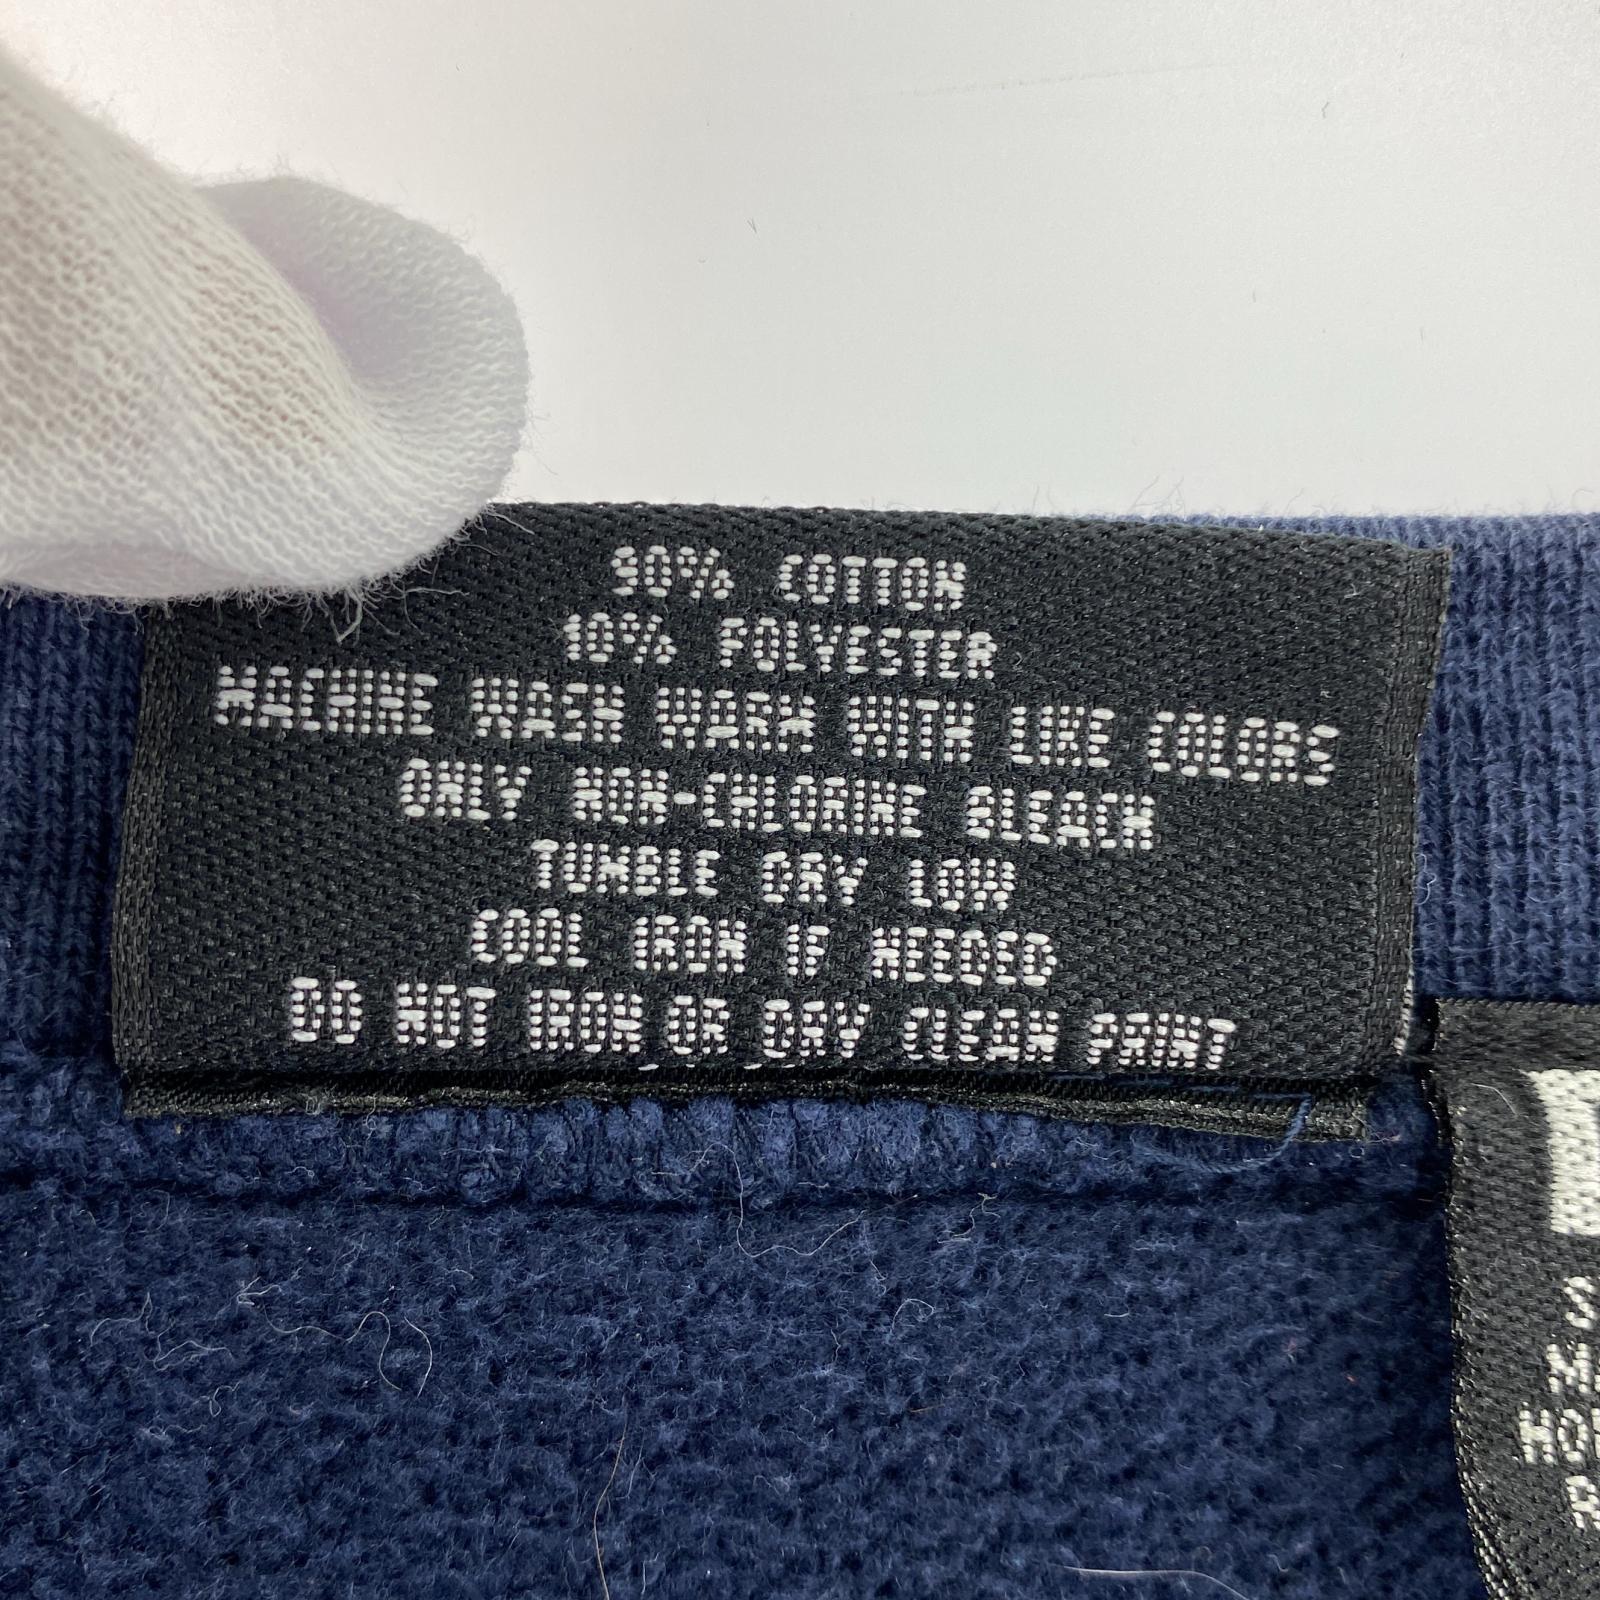 90% COTTON
10% POLYESTER
MACHINE WASH WARM WITH LIKE COLORS
ONLY NON-CHLORINE BLEACH
TUMBLE DRY LOW
COOL IRON IF NEEDED
DO NOT IRON OR DRY CLEAN PRINT